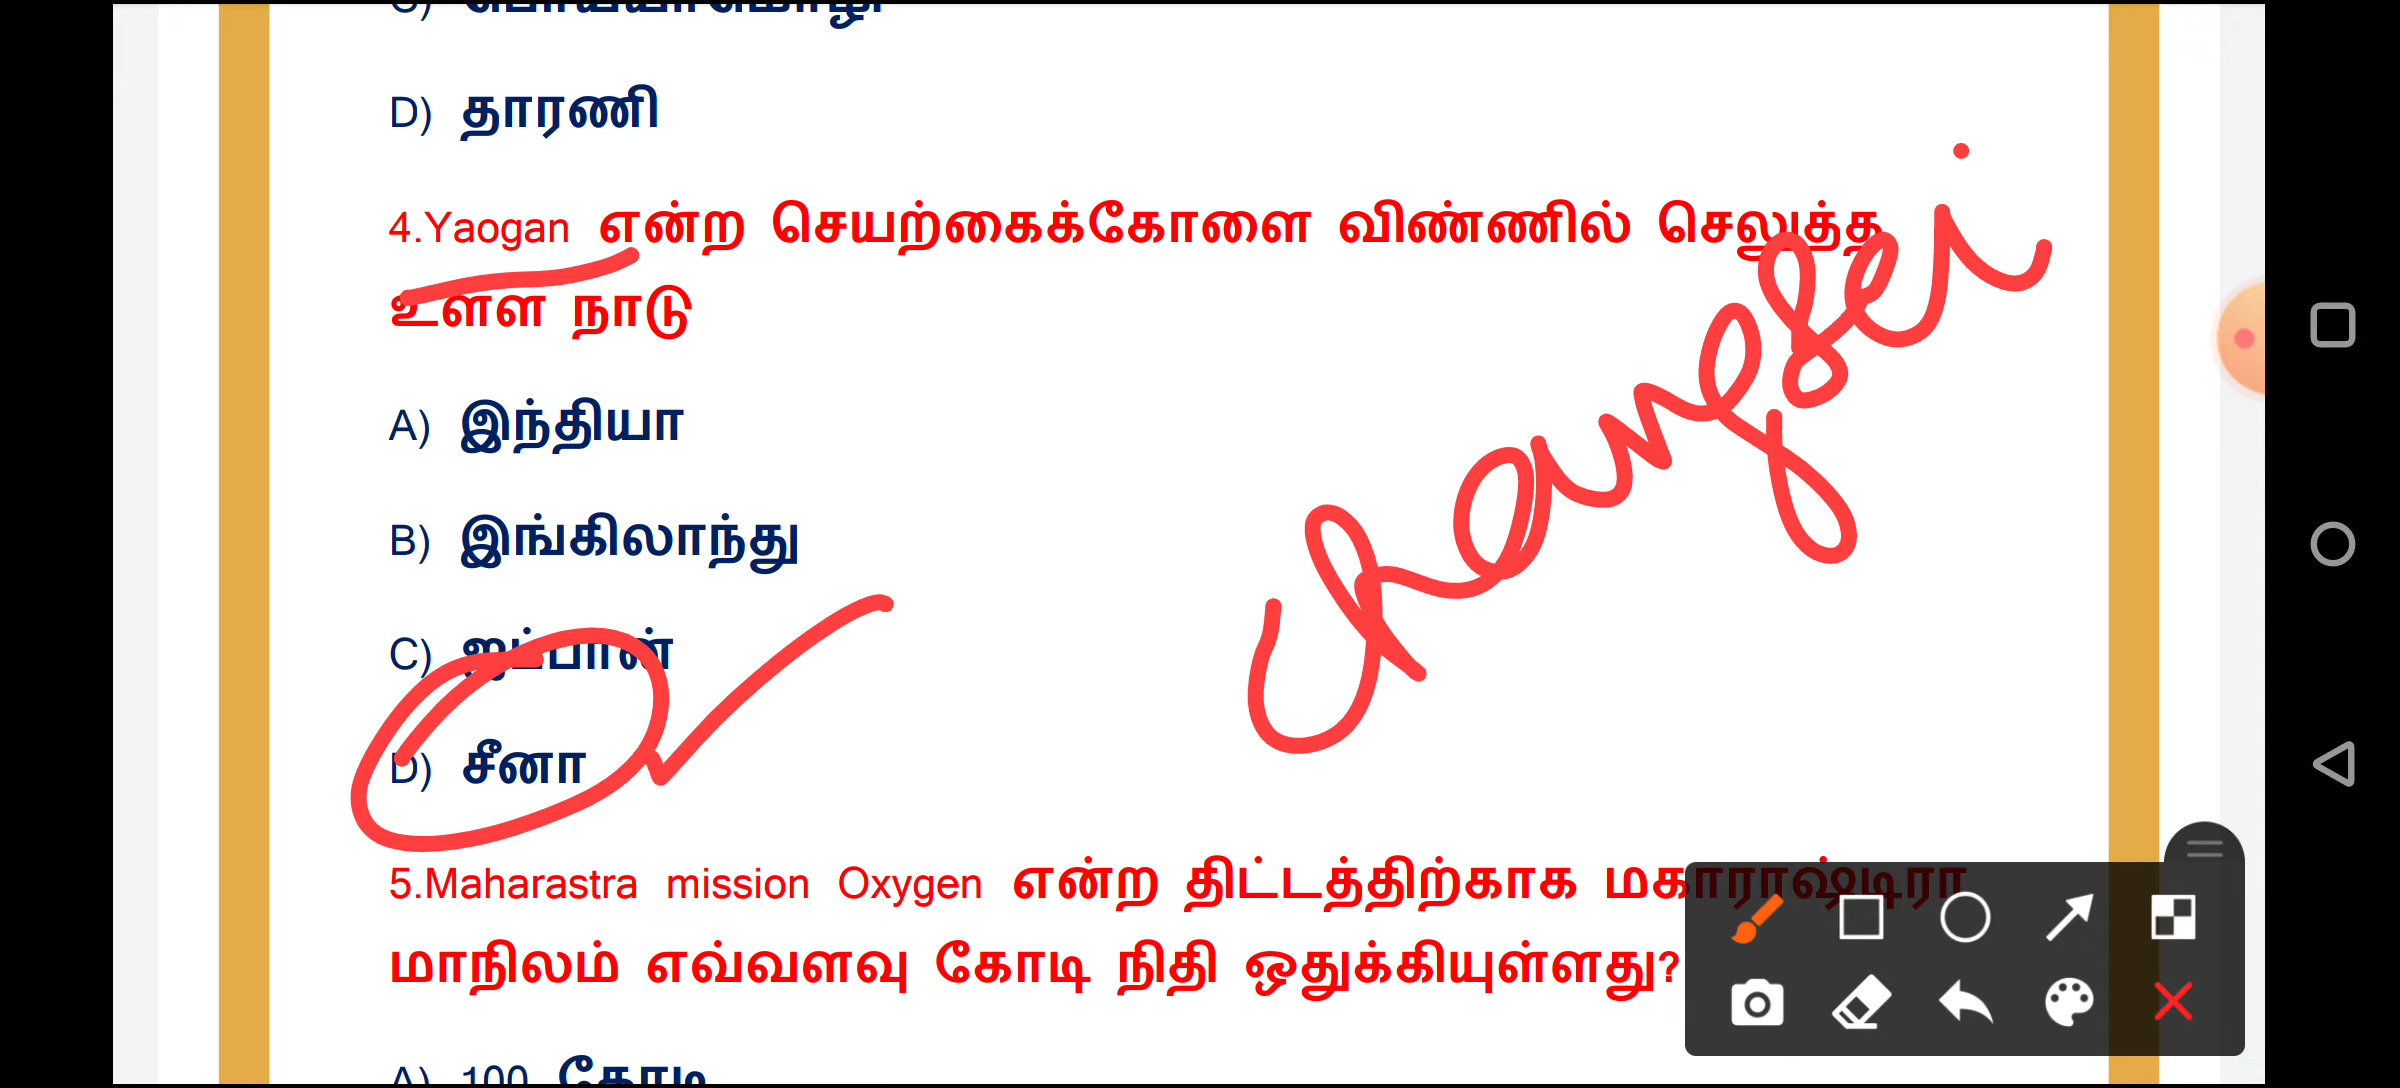 D) தாரணி
4.Yaogan என்ற செயற்கைக்கோளை விண்ணில் செலுத்த
உள்ள நாடு
A) இந்தியா
B) இங்கிலாந்து
C) ஜப்பான்
D) சீனா
5.Maharastra mission Oxygen என்ற திட்டத்திற்காக மகாராஷ்டிரா
மாநிலம் எவ்வளவு கோடி நிதி ஒதுக்கியுள்ளது?
A) 100 கோடி